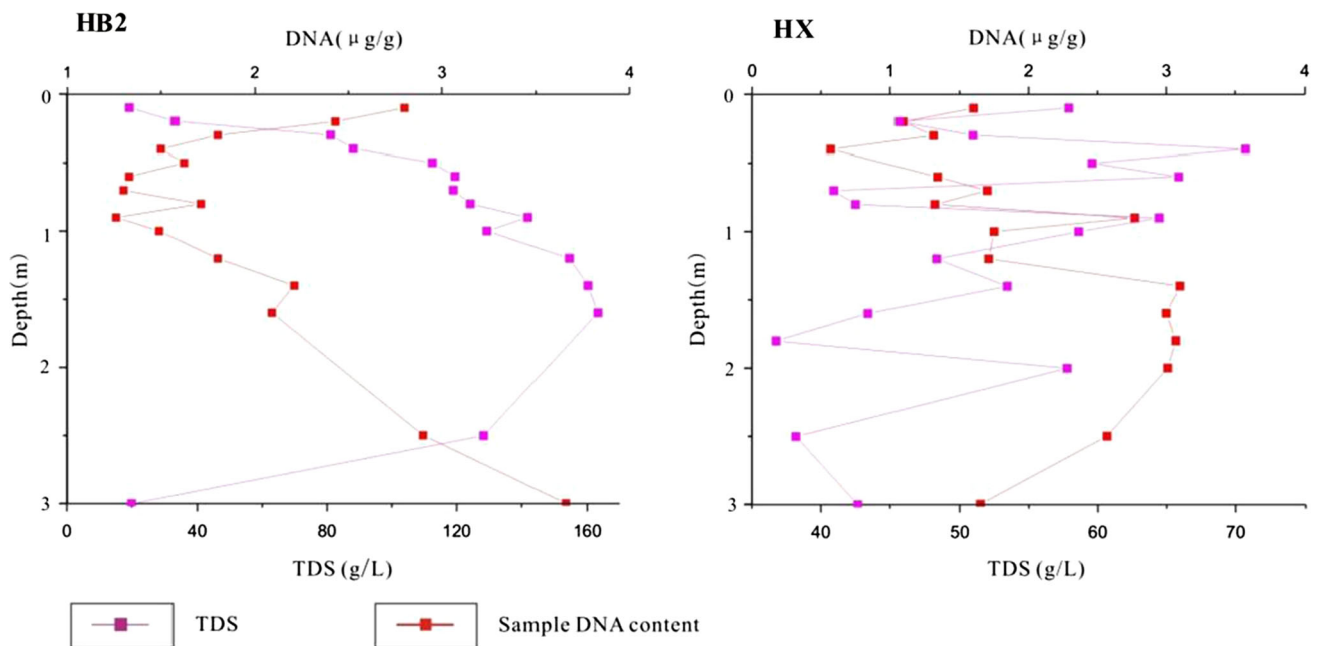 HB2
DNA( μ g/g)
1 2 3 4
0
1
2
3
Depth(m)
0 40 80 120 160
TDS (g/L)
HX
DNA( μ g/g)
0 1 2 3 4
0
1
2
3
Depth(m)
40 50 60 70
TDS (g/L)
TDS
Sample DNA content